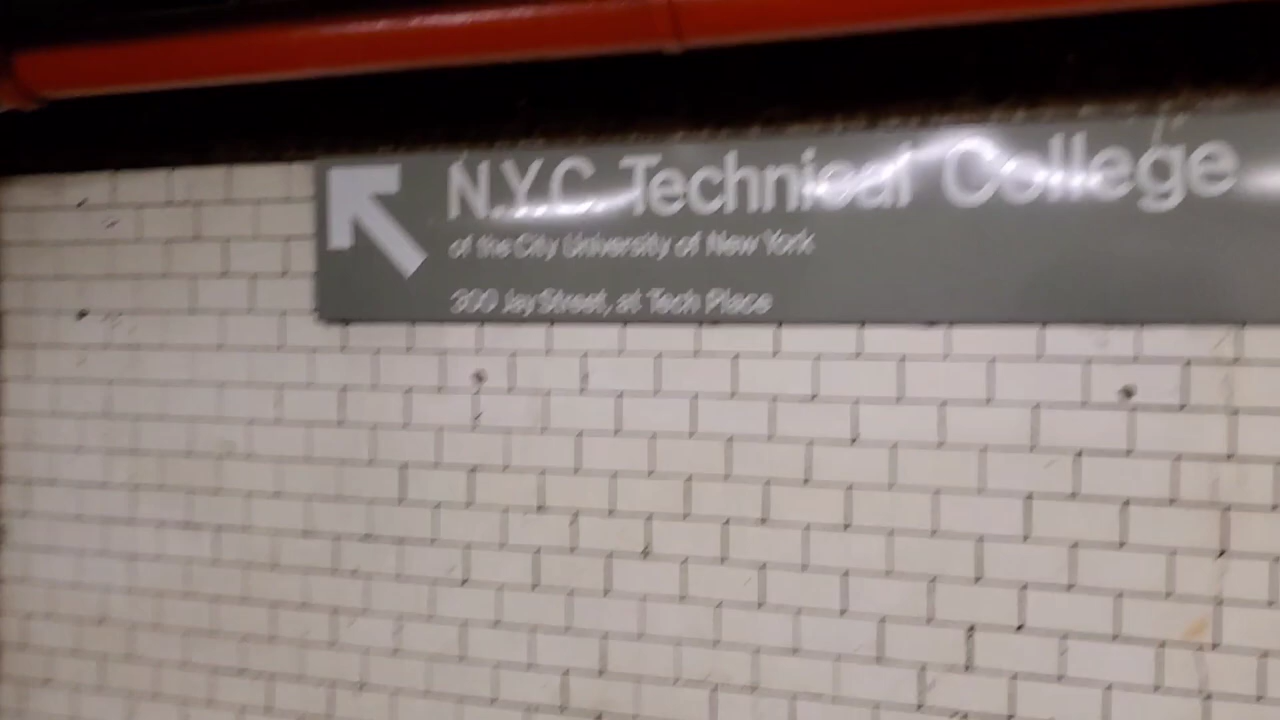 N.Y.C. Technical College
of the City University of New York
300 Jay Street, at Tech Place